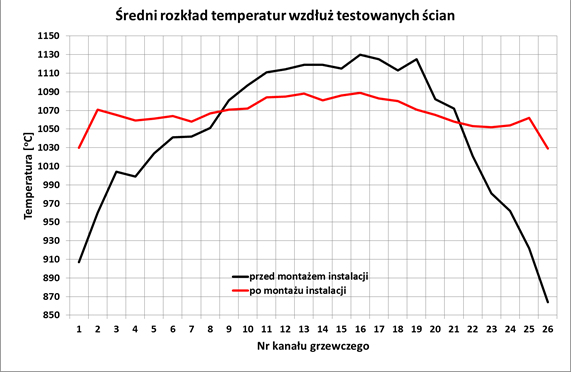 Średni rozkład temperatur wzdłuż testowanych ścian
1150
1130
1110
1090
1070
1050
1030
1010
990
970
950
930
910
890
870
850
Temperatura [°C]
przed montażem instalacji
po montażu instalacji
1 2 3 4 5 6 7 8 9 10 11 12 13 14 15 16 17 18 19 20 21 22 23 24 25 26
Nr kanału grzewczego